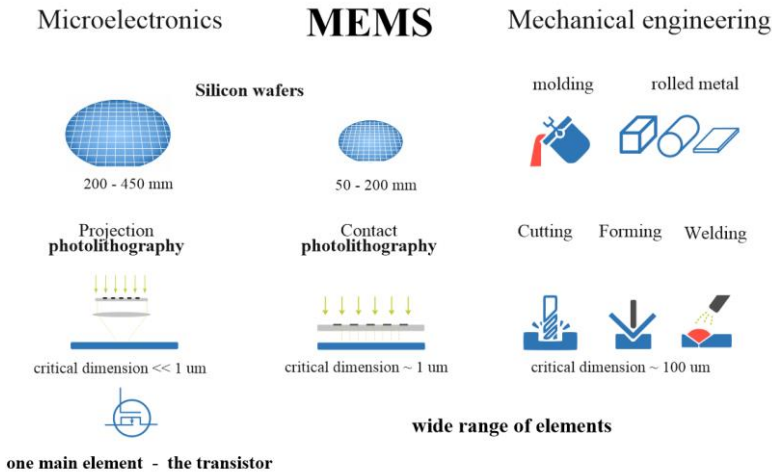 Microelectronics
MEMS
Mechanical engineering
Silicon wafers
molding
rolled metal
200 - 450 mm
50 - 200 mm
Projection
photolithography
Contact
photolithography
Cutting
Forming
Welding
critical dimension << 1 um
critical dimension ~ 1 um
critical dimension ~ 100 um
wide range of elements
one main element - the transistor